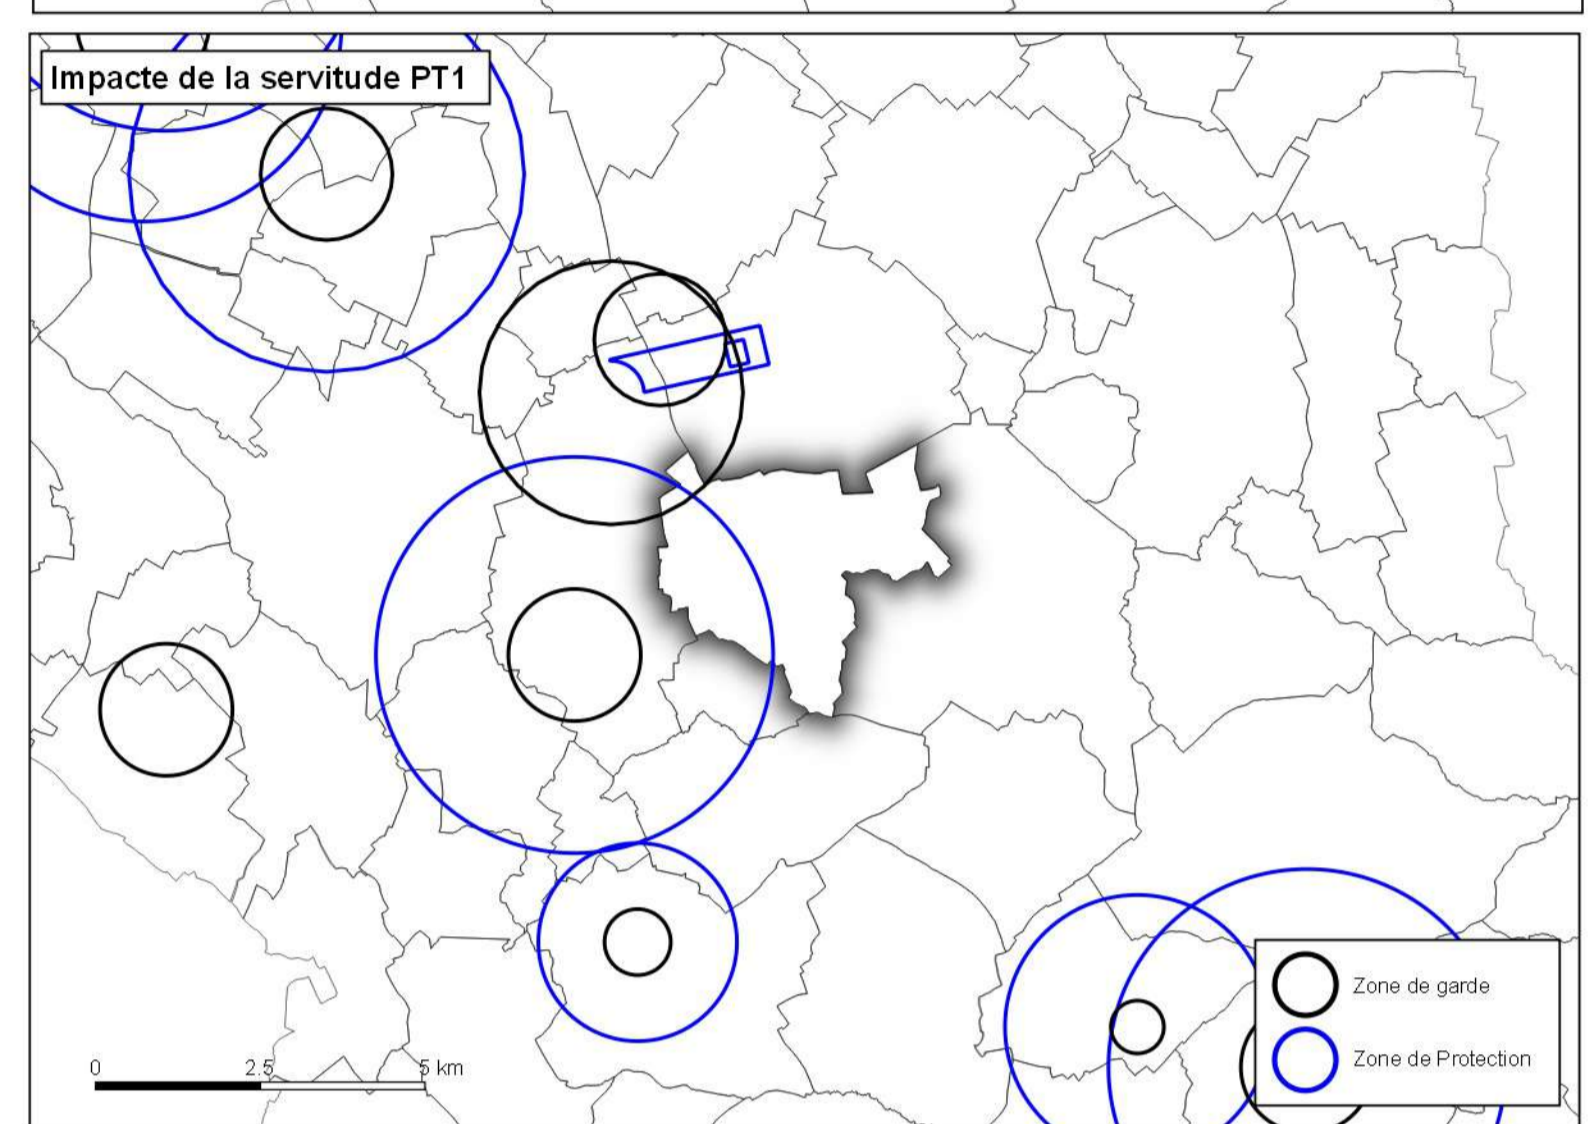 Impacte de la servitude PT1
Zone de garde
Zone de Protection
0 2.5 5 km